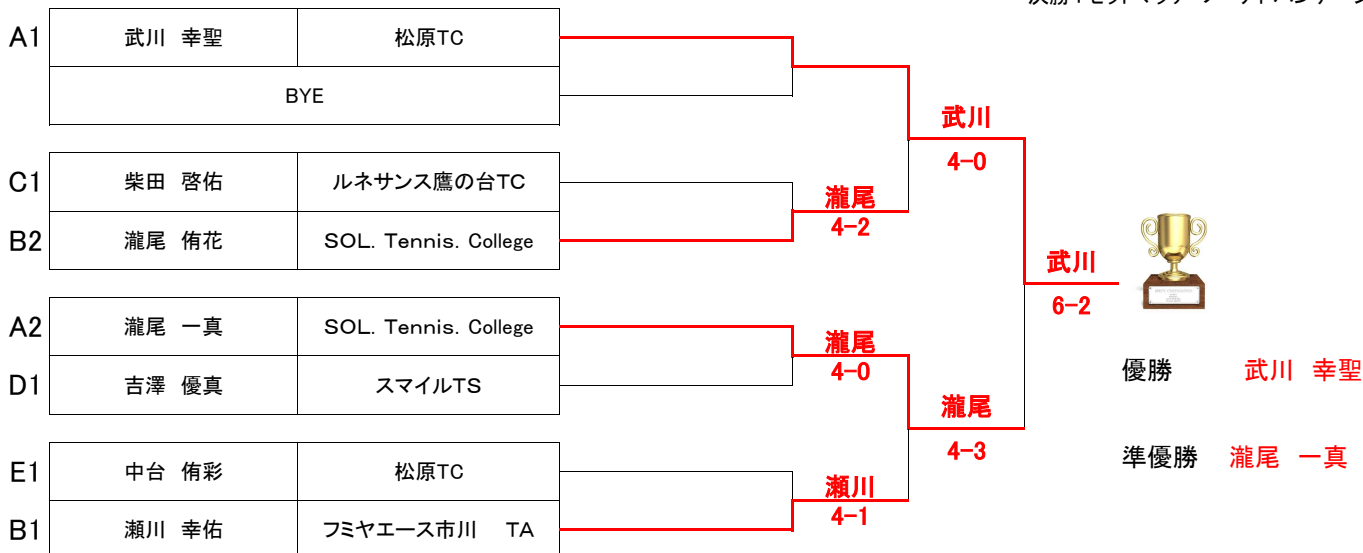 A1 武川 幸聖 松原TC
BYE
武川
4-0
C1 柴田 啓佑 ルネサンス鷹の台TC
瀧尾
4-2
B2 瀧尾 侑花 SOL. Tennis. College
武川
6-2
A2 瀧尾 一真 SOL. Tennis. College
瀧尾
4-0
D1 吉澤 優真 スマイルTS
優勝 武川 幸聖
瀧尾
4-3
準優勝 瀧尾 一真
E1 中台 侑彩 松原TC
瀬川
4-1
B1 瀬川 幸佑 フミヤエース市川 TA